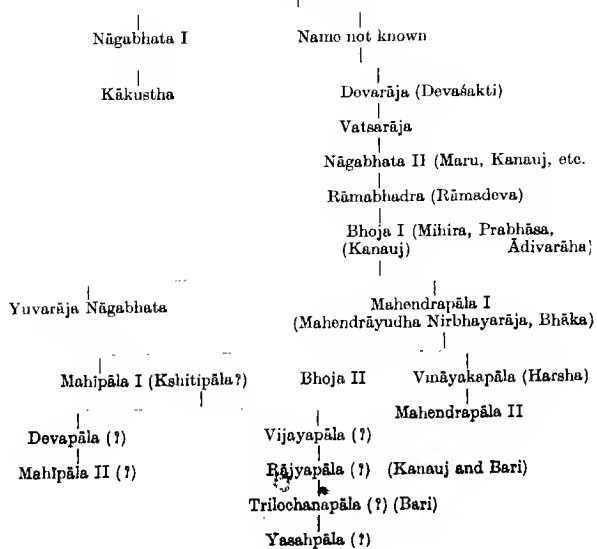 Nāgabhata I Name not known
Kākustha Devarāja (Devaśakti)
Vatsarāja
Nāgabhata II (Maru, Kanauj, etc.
Rāmabhadra (Rāmadeva)
Bhoja I (Mihira, Prabhāsa,
(Kanauj) Ādivarāha)
Yuvarāja Nāgabhata Mahendrapāla I
(Mahendrāyudha Nirbhayarāja, Bhāka)
Mahīpāla I (Kshitipāla?) Bhoja II Vināyakapāla (Harsha)
Mahendrapāla II
Devapāla (?) Vijayapāla (?)
Mahīpāla II (?) Rājyapāla (?) (Kanauj and Bari)
Trilochanapāla (?) (Bari)
Yasahpāla (?)